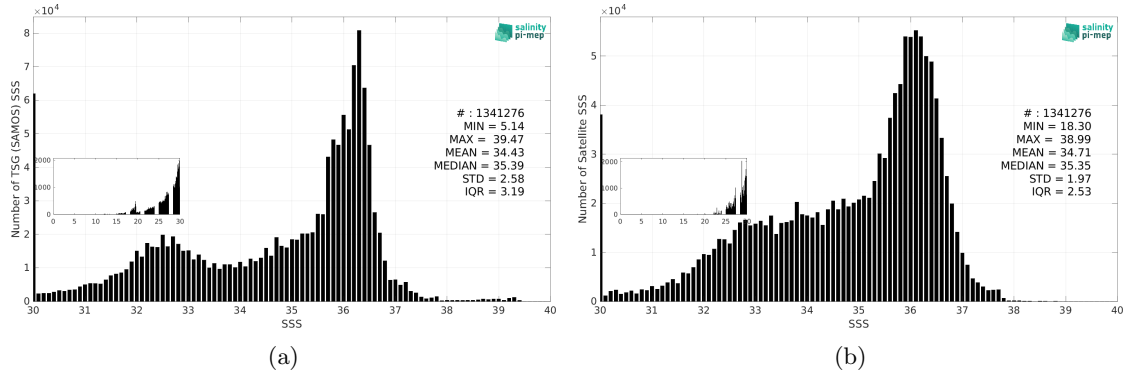 ×10⁴
8
7
6
5
4
3
2
1
0
Number of TSG (SAMOS) SSS
salinity
pi-mep
# : 1341276
MIN = 5.14
MAX = 39.47
MEAN = 34.43
MEDIAN = 35.39
STD = 2.58
IQR = 3.19
2000
1000
0
0 5 10 15 20 25 30
30 31 32 33 34 35 36 37 38 39 40
SSS
(a)
×10⁴
5
4
3
2
1
0
Number of Satellite SSS
salinity
pi-mep
# : 1341276
MIN = 18.30
MAX = 38.99
MEAN = 34.71
MEDIAN = 35.35
STD = 1.97
IQR = 2.53
2000
1000
0
0 5 10 15 20 25 30
30 31 32 33 34 35 36 37 38 39 40
SSS
(b)